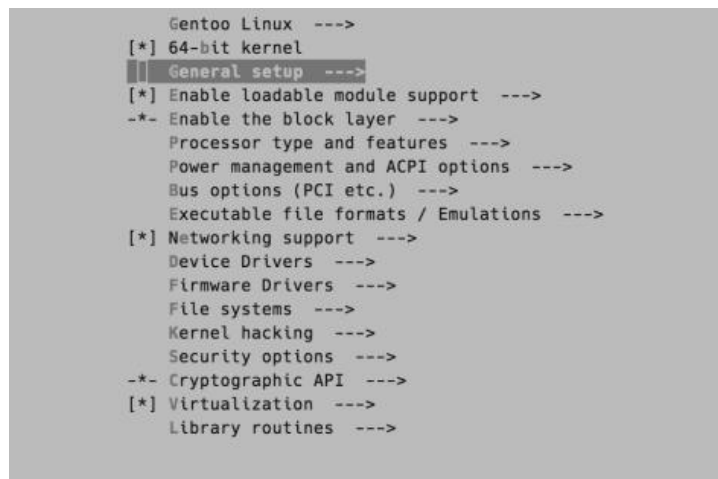 Gentoo Linux --->
[*] 64-bit kernel
General setup --->
[*] Enable loadable module support --->
-*- Enable the block layer --->
Processor type and features --->
Power management and ACPI options --->
Bus options (PCI etc.) --->
Executable file formats / Emulations --->
[*] Networking support --->
Device Drivers --->
Firmware Drivers --->
File systems --->
Kernel hacking --->
Security options --->
-*- Cryptographic API --->
[*] Virtualization --->
Library routines --->